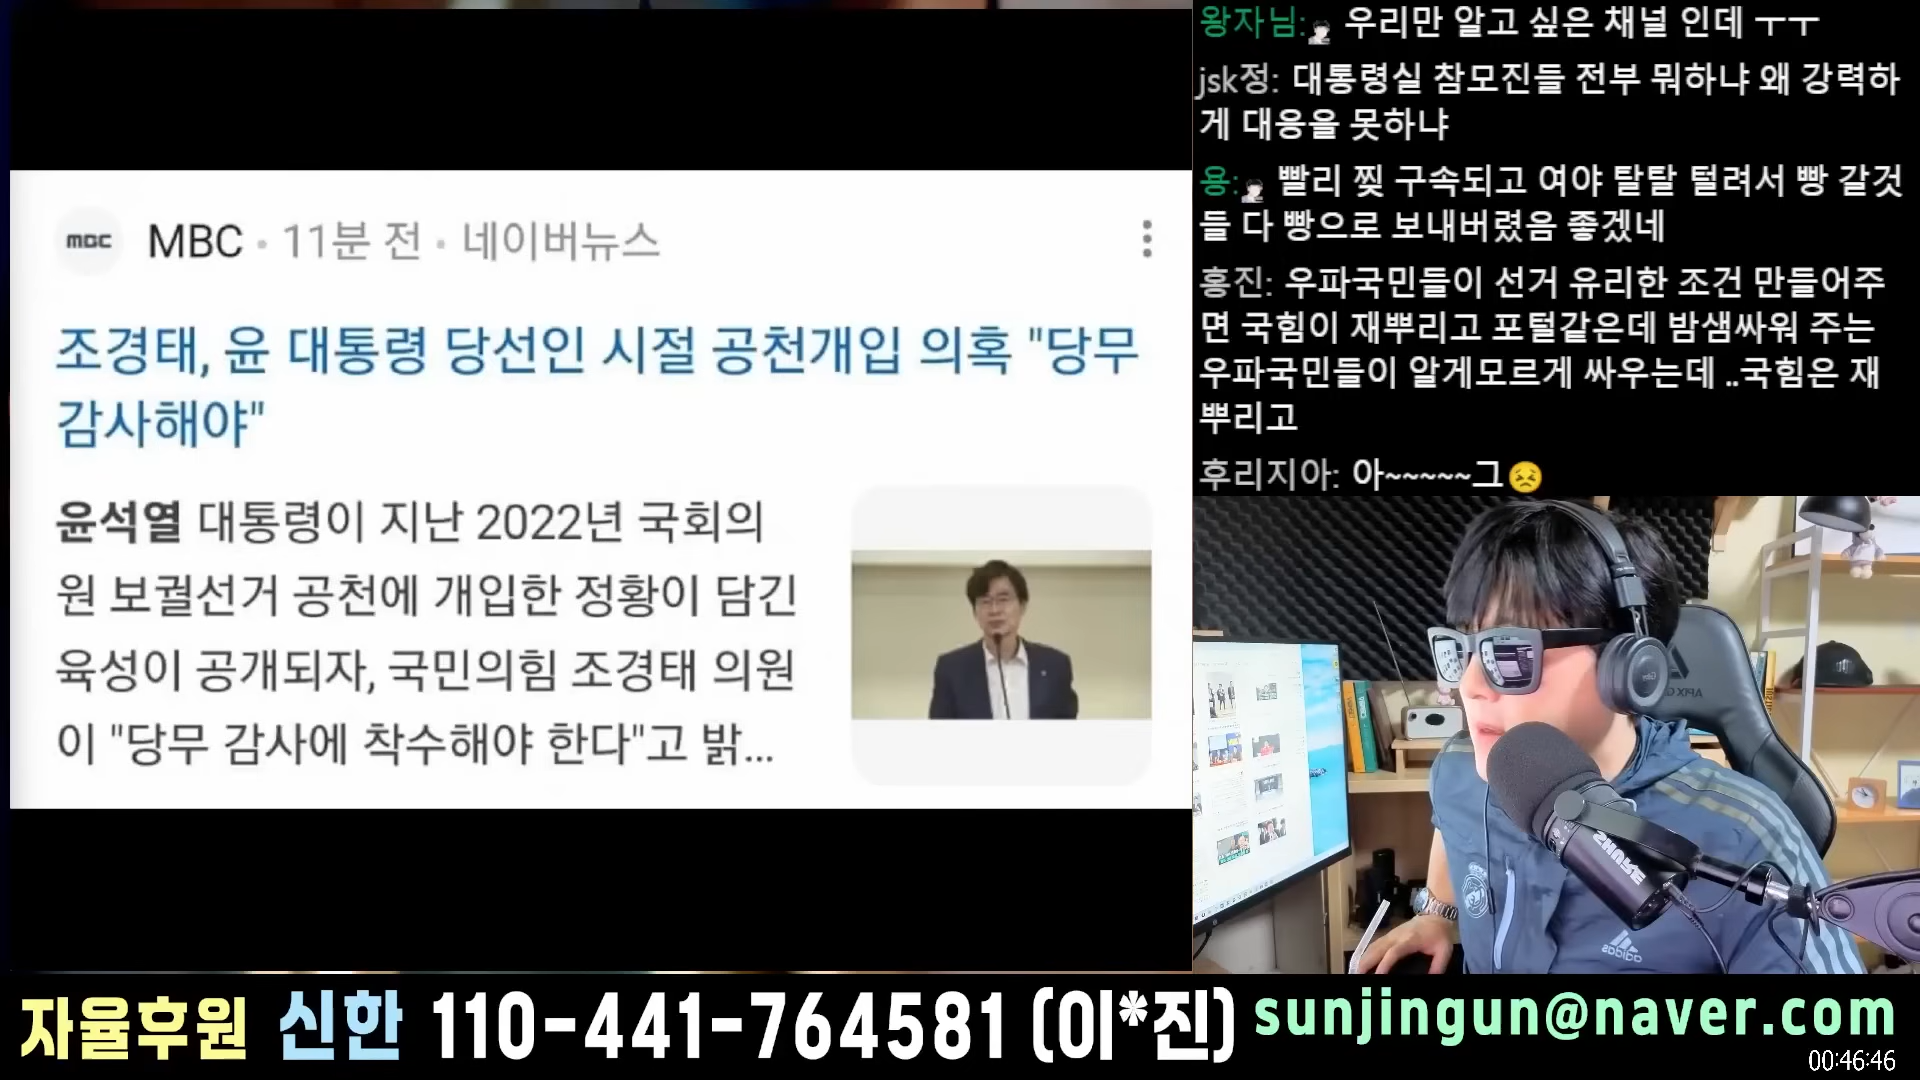 MBC MBC · 11분 전 · 네이버뉴스
조경태, 윤 대통령 당선인 시절 공천개입 의혹 "당무
감사해야"
윤석열 대통령이 지난 2022년 국회의
원 보궐선거 공천에 개입한 정황이 담긴
육성이 공개되자, 국민의힘 조경태 의원
이 "당무 감사에 착수해야 한다"고 밝...
왕자님: 우리만 알고 싶은 채널 인데 ㅜㅜ
jsk정: 대통령실 참모진들 전부 뭐하냐 왜 강력하
게 대응을 못하냐
용: 빨리 찢 구속되고 여야 탈탈 털려서 빵 갈것
들 다 빵으로 보내버렸음 좋겠네
홍진: 우파국민들이 선거 유리한 조건 만들어주
면 국힘이 재뿌리고 포털같은데 밤샘싸워 주는
우파국민들이 알게모르게 싸우는데 ..국힘은 재
뿌리고
후리지아: 아~~~~~그😣
SHURE
adidas
자율후원 신한 110-441-764581 (이*진) sunjingun@naver.com
00:46:46